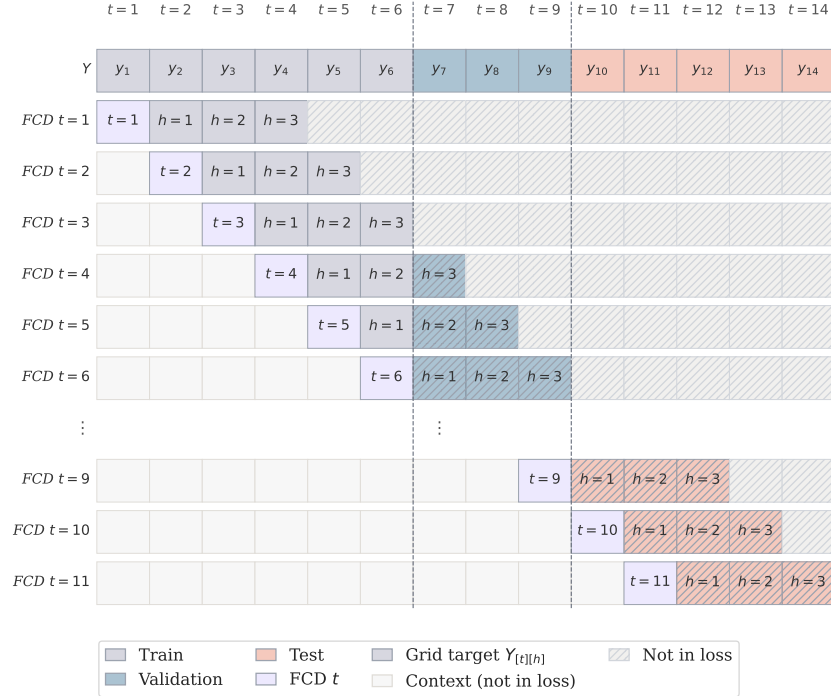 t = 1 t = 2 t = 3 t = 4 t = 5 t = 6 t = 7 t = 8 t = 9 t = 10 t = 11 t = 12 t = 13 t = 14
Y y₁ y₂ y₃ y₄ y₅ y₆ y₇ y₈ y₉ y₁₀ y₁₁ y₁₂ y₁₃ y₁₄
FCD t = 1 t = 1 h = 1 h = 2 h = 3
FCD t = 2 t = 2 h = 1 h = 2 h = 3
FCD t = 3 t = 3 h = 1 h = 2 h = 3
FCD t = 4 t = 4 h = 1 h = 2 h = 3
FCD t = 5 t = 5 h = 1 h = 2 h = 3
FCD t = 6 t = 6 h = 1 h = 2 h = 3
⋮ ⋮
FCD t = 9 t = 9 h = 1 h = 2 h = 3
FCD t = 10 t = 10 h = 1 h = 2 h = 3
FCD t = 11 t = 11 h = 1 h = 2 h = 3
Train Test Grid target Y[t][h] Not in loss
Validation FCD t Context (not in loss)